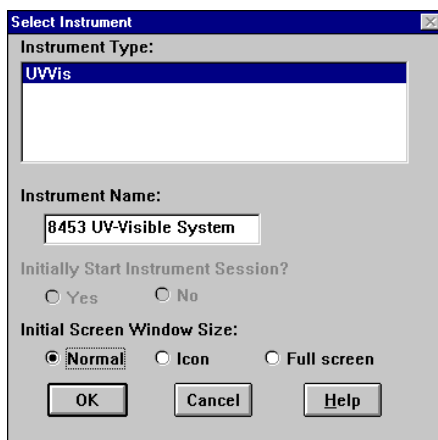 Select Instrument
Instrument Type:
UVVis
Instrument Name:
8453 UV-Visible System
Initially Start Instrument Session?
Yes No
Initial Screen Window Size:
Normal Icon Full screen
OK Cancel Help